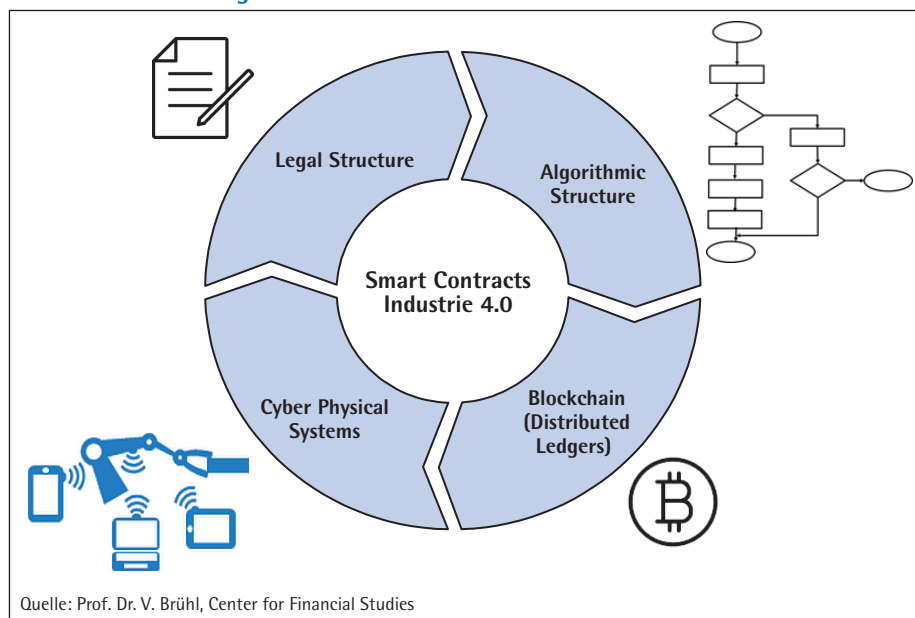 Legal Structure
Algorithmic
Structure
Smart Contracts
Industrie 4.0
Cyber Physical
Systems
Blockchain
(Distributed
Ledgers)
Quelle: Prof. Dr. V. Brühl, Center for Financial Studies